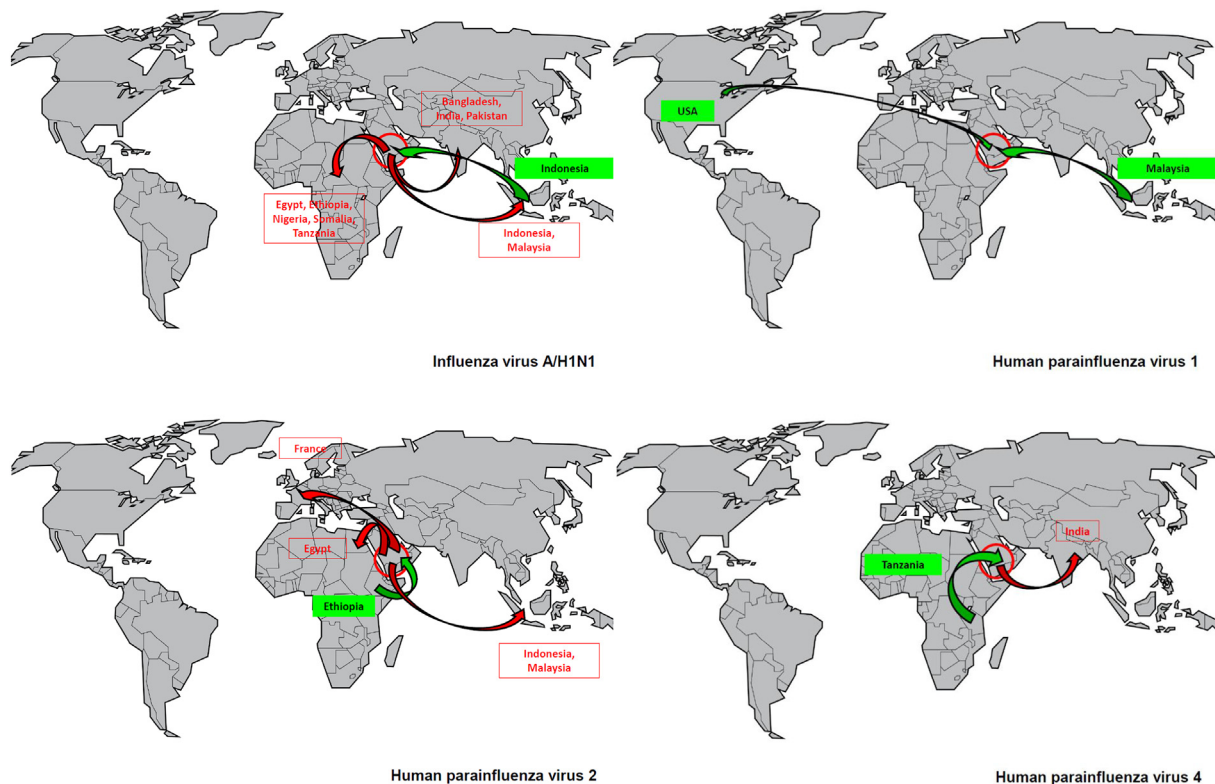 Bangladesh,
India, Pakistan
Indonesia
Egypt, Ethiopia,
Nigeria, Somalia,
Tanzania
Indonesia,
Malaysia
Influenza virus A/H1N1
USA
Malaysia
Human parainfluenza virus 1
France
Egypt
Ethiopia
Indonesia,
Malaysia
Human parainfluenza virus 2
India
Tanzania
Human parainfluenza virus 4